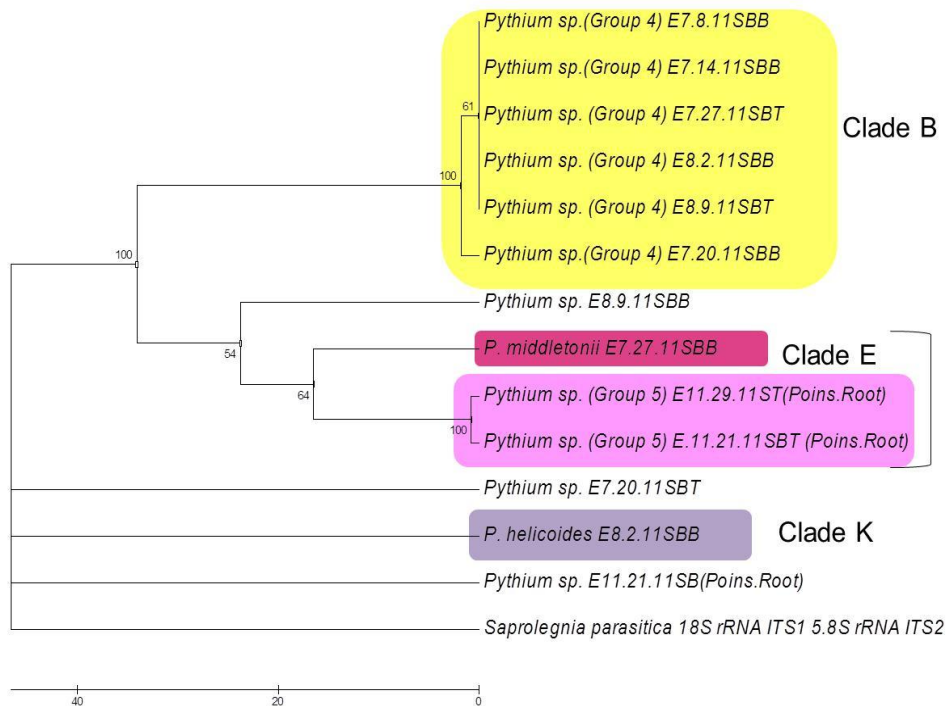 Pythium sp.(Group 4) E7.8.11SBB
Pythium sp.(Group 4) E7.14.11SBB
61
Pythium sp. (Group 4) E7.27.11SBT
Clade B
Pythium sp. (Group 4) E8.2.11SBB
100
Pythium sp. (Group 4) E8.9.11SBT
100
Pythium sp.(Group 4) E7.20.11SBB
Pythium sp. E8.9.11SBB
54
P. middletonii E7.27.11SBB
Clade E
64
Pythium sp. (Group 5) E11.29.11ST(Poins.Root)
100
Pythium sp. (Group 5) E.11.21.11SBT (Poins.Root)
Pythium sp. E7.20.11SBT
P. helicoides E8.2.11SBB
Clade K
Pythium sp. E11.21.11SB(Poins.Root)
Saprolegnia parasitica 18S rRNA ITS1 5.8S rRNA ITS2
40 20 0